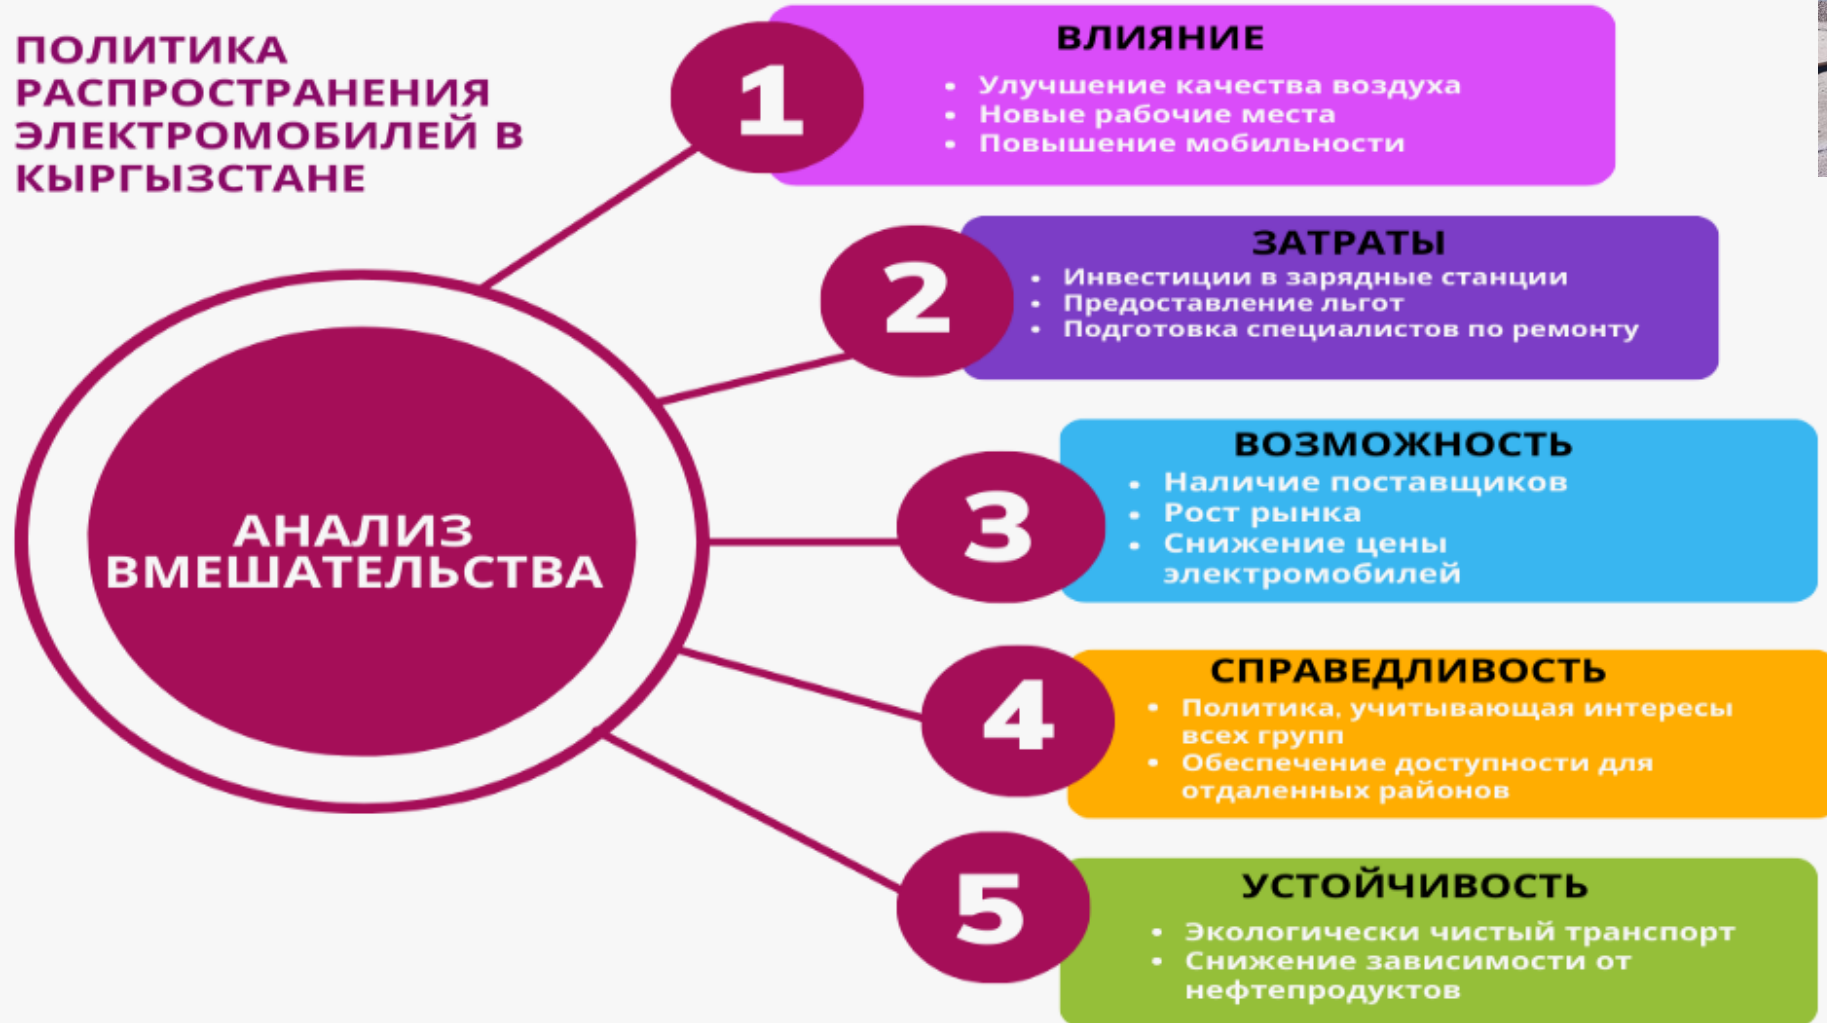 ПОЛИТИКА
РАСПРОСТРАНЕНИЯ
ЭЛЕКТРОМОБИЛЕЙ В
КЫРГЫЗСТАНЕ
АНАЛИЗ
ВМЕШАТЕЛЬСТВА
1
ВЛИЯНИЕ
• Улучшение качества воздуха
• Новые рабочие места
• Повышение мобильности
2
ЗАТРАТЫ
• Инвестиции в зарядные станции
• Предоставление льгот
• Подготовка специалистов по ремонту
3
ВОЗМОЖНОСТЬ
• Наличие поставщиков
• Рост рынка
• Снижение цены
электромобилей
4
СПРАВЕДЛИВОСТЬ
• Политика, учитывающая интересы
всех групп
• Обеспечение доступности для
отдаленных районов
5
УСТОЙЧИВОСТЬ
• Экологически чистый транспорт
• Снижение зависимости от
нефтепродуктов